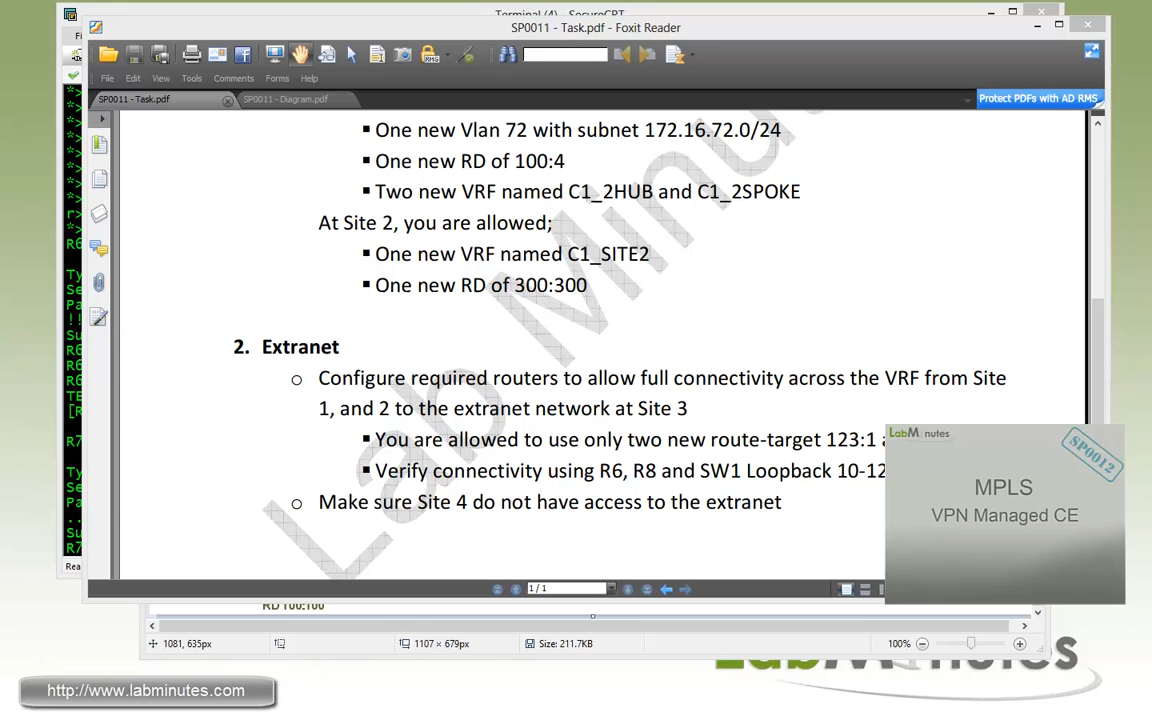 Terminal (4) - SecureCRT
SP0011 - Task.pdf - Foxit Reader
File Edit View Tools Comments Forms Help
SP0011 - Task.pdf
SP0011 - Diagram.pdf
Protect PDFs with AD RMS
▪ One new Vlan 72 with subnet 172.16.72.0/24
▪ One new RD of 100:4
▪ Two new VRF named C1_2HUB and C1_2SPOKE
At Site 2, you are allowed;
▪ One new VRF named C1_SITE2
▪ One new RD of 300:300
2. Extranet
o Configure required routers to allow full connectivity across the VRF from Site
1, and 2 to the extranet network at Site 3
▪ You are allowed to use only two new route-target 123:1
▪ Verify connectivity using R6, R8 and SW1 Loopback 10-12
o Make sure Site 4 do not have access to the extranet
Lab Minutes
LabMinutes
SP0012
MPLS
VPN Managed CE
1 / 1
RD 100:100
1081, 635px
1107 × 679px
Size: 211.7KB
100%
LabMinutes
http://www.labminutes.com